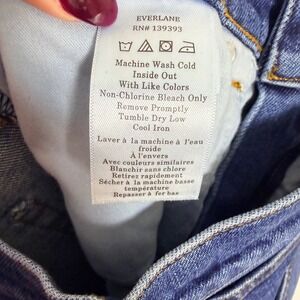 EVERLANE
RN# 139393
Machine Wash Cold
Inside Out
With Like Colors
Non-Chlorine Bleach Only
Remove Promptly
Tumble Dry Low
Cool Iron
Laver à la machine à l'eau
froide
À l'envers
Avec couleurs similaires
Blanchir sans chlore
Retirez rapidement
Sécher à la machine basse
température
Repasser à fer bas